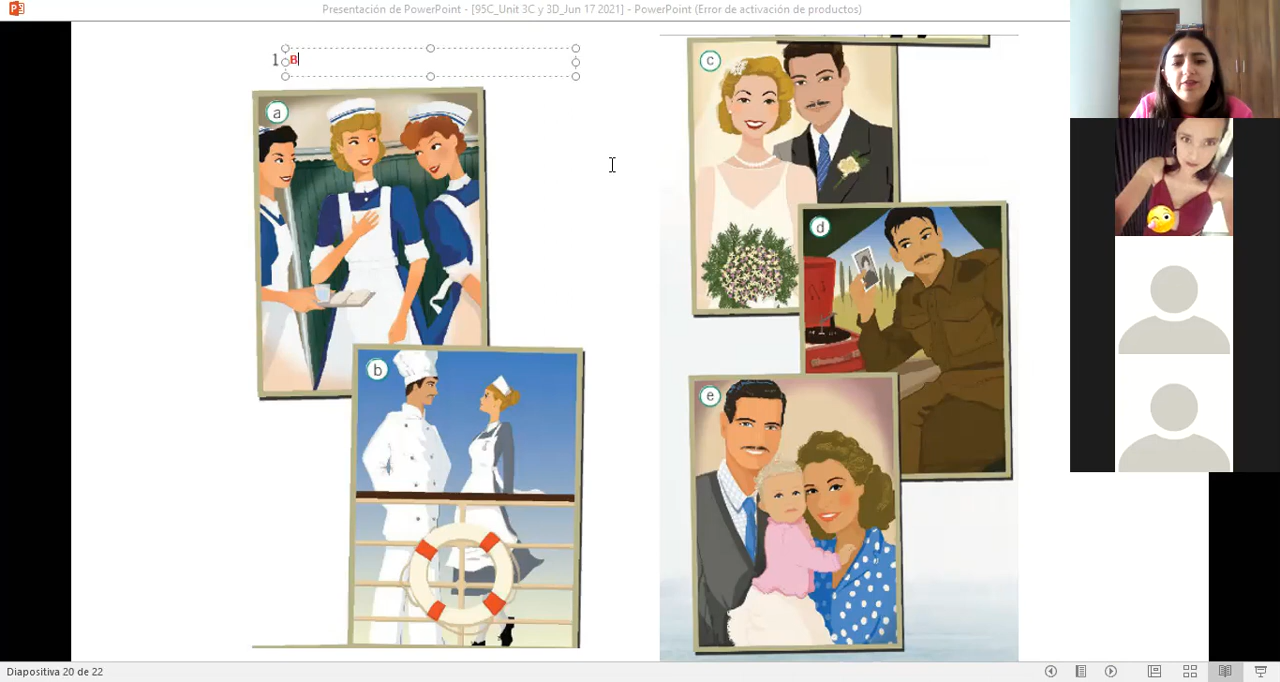 Presentación de PowerPoint - [95C_Unit 3C y 3D_Jun 17 2021] - PowerPoint (Error de activación de productos)
1 B
a
b
c
d
e
Diapositiva 20 de 22